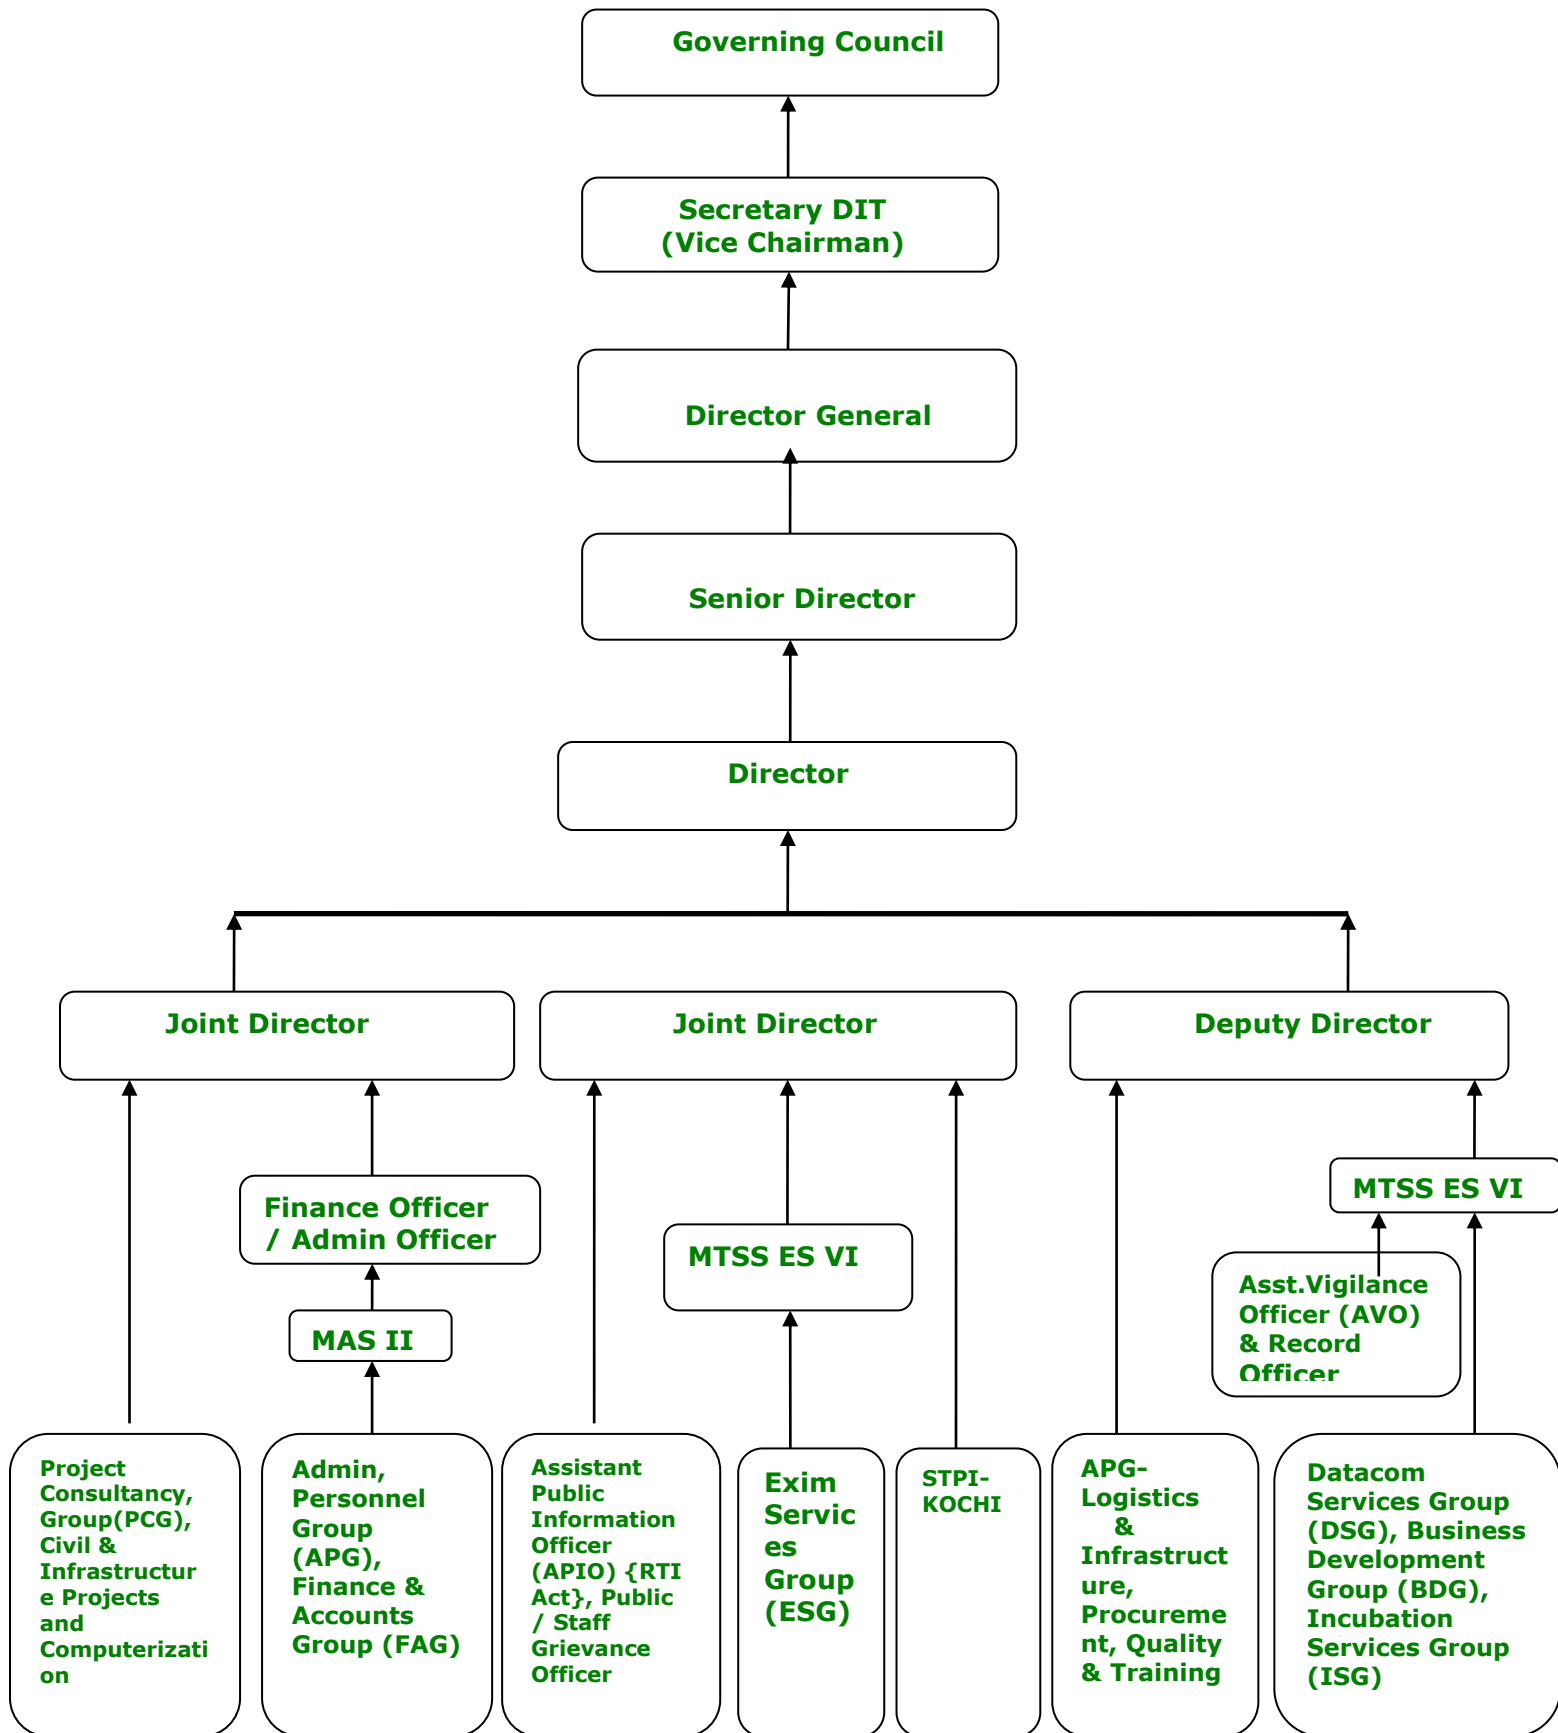 Governing Council
Secretary DIT
(Vice Chairman)
Director General
Senior Director
Director
Joint Director
Joint Director
Deputy Director
Finance Officer
/ Admin Officer
MAS II
MTSS ES VI
MTSS ES VI
Asst.Vigilance
Officer (AVO)
& Record
Officer
Project
Consultancy,
Group(PCG),
Civil &
Infrastructur
e Projects
and
Computerizati
on
Admin,
Personnel
Group
(APG),
Finance &
Accounts
Group (FAG)
Assistant
Public
Information
Officer
(APIO) {RTI
Act}, Public
/ Staff
Grievance
Officer
Exim
Servic
es
Group
(ESG)
STPI-
KOCHI
APG-
Logistics
&
Infrastruct
ure,
Procureme
nt, Quality
& Training
Datacom
Services Group
(DSG), Business
Development
Group (BDG),
Incubation
Services Group
(ISG)